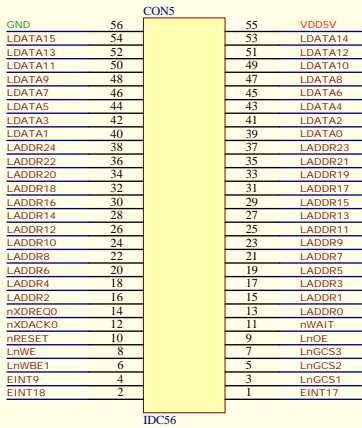 CON5
GND 56 55 VDD5V
LDATA15 54 53 LDATA14
LDATA13 52 51 LDATA12
LDATA11 50 49 LDATA10
LDATA9 48 47 LDATA8
LDATA7 46 45 LDATA6
LDATA5 44 43 LDATA4
LDATA3 42 41 LDATA2
LDATA1 40 39 LDATA0
LADDR24 38 37 LADDR23
LADDR22 36 35 LADDR21
LADDR20 34 33 LADDR19
LADDR18 32 31 LADDR17
LADDR16 30 29 LADDR15
LADDR14 28 27 LADDR13
LADDR12 26 25 LADDR11
LADDR10 24 23 LADDR9
LADDR8 22 21 LADDR7
LADDR6 20 19 LADDR5
LADDR4 18 17 LADDR3
LADDR2 16 15 LADDR1
nXDREQ0 14 13 LADDR0
nXDACK0 12 11 nWAIT
nRESET 10 9 LnOE
LnWE 8 7 LnGCS3
LnWBE1 6 5 LnGCS2
EINT9 4 3 LnGCS1
EINT18 2 1 EINT17
IDC56